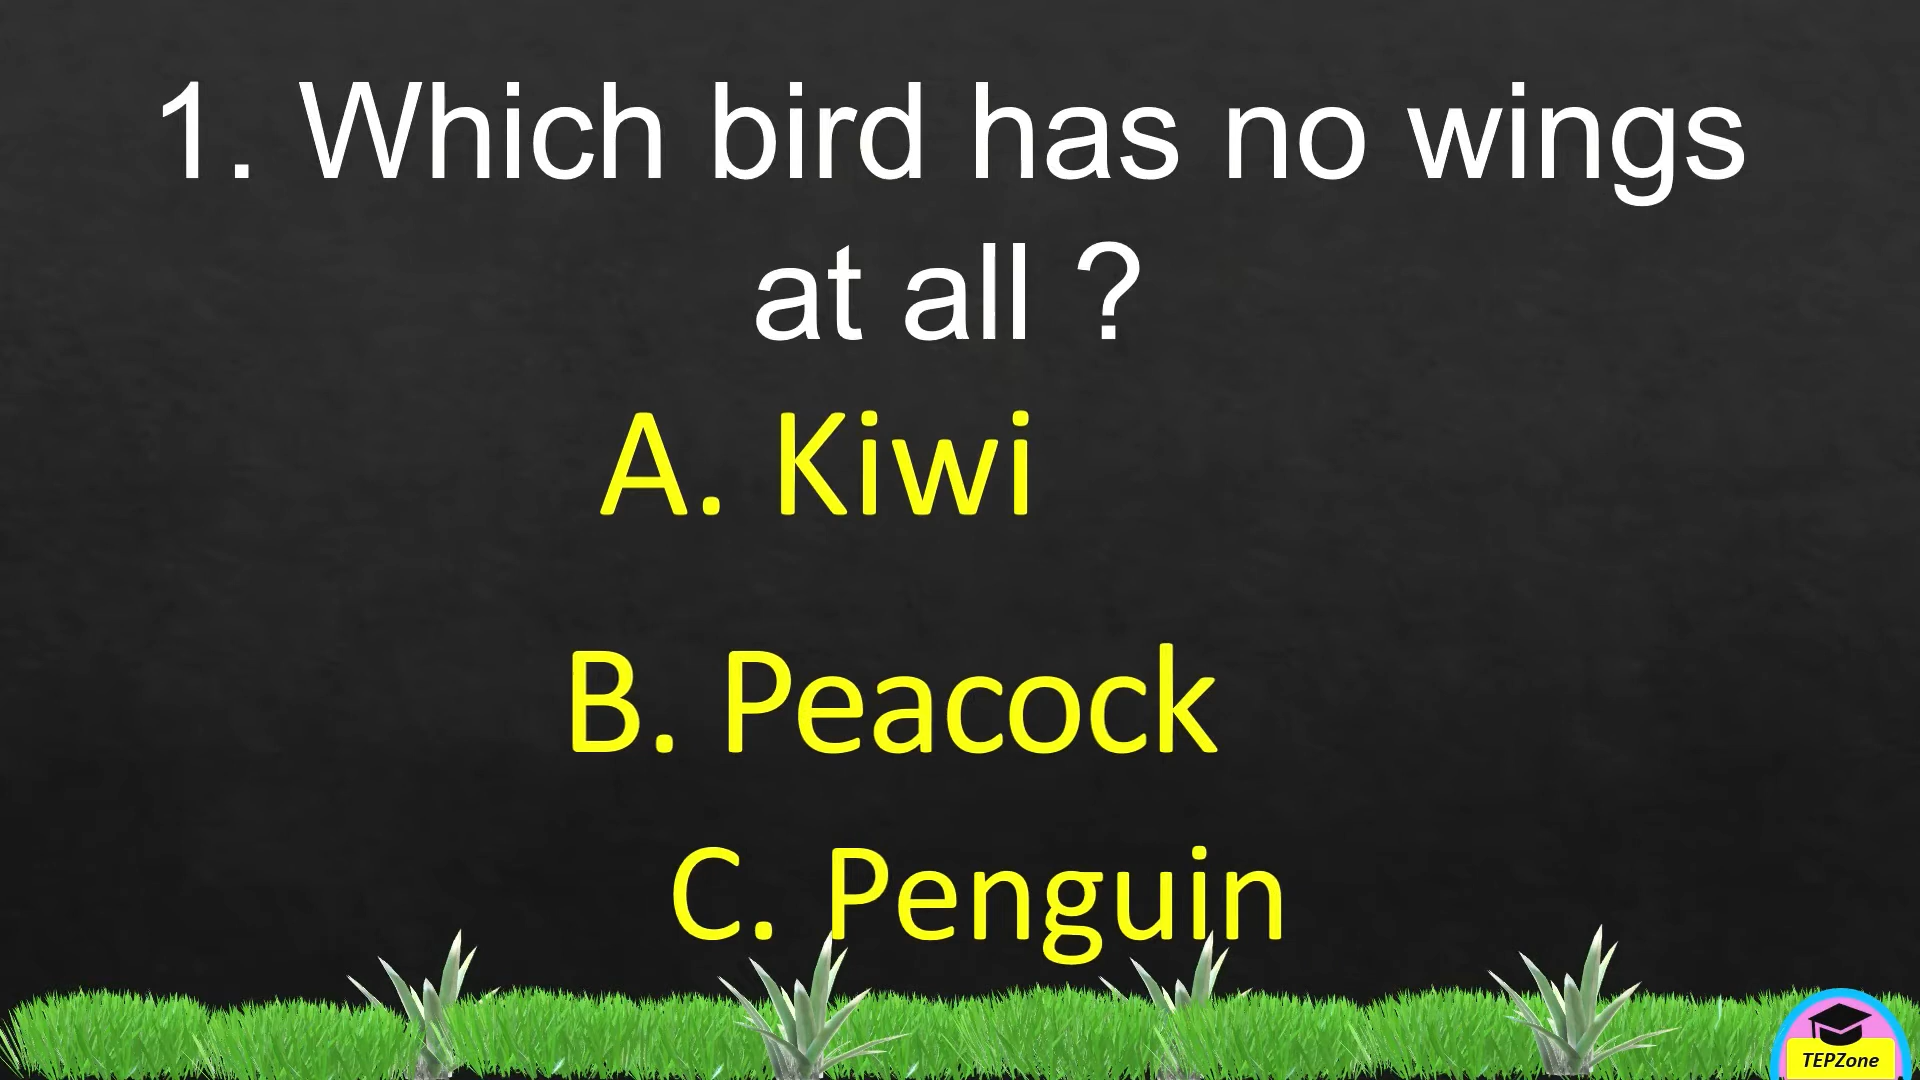 1. Which bird has no wings
at all ?
A. Kiwi
B. Peacock
C. Penguin
TEPZone